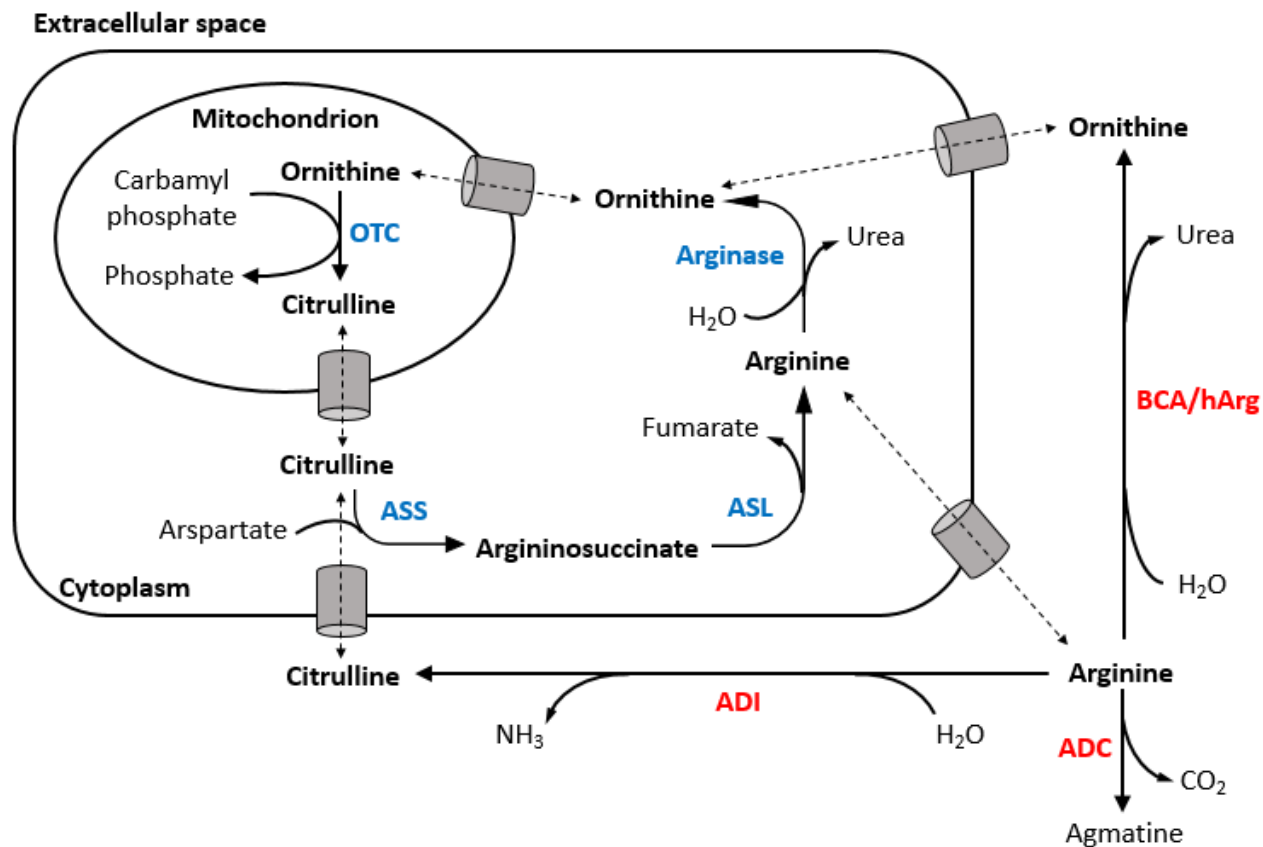 Extracellular space
Mitochondrion
Ornithine
Carbamyl
phosphate
OTC
Phosphate
Citrulline
Ornithine
Ornithine
Arginase
Urea
H₂O
Arginine
Urea
BCA/hArg
H₂O
Fumarate
Citrulline
Arspartate
ASS
Argininosuccinate
ASL
Cytoplasm
Citrulline
ADI
NH₃
H₂O
Arginine
ADC
CO₂
Agmatine